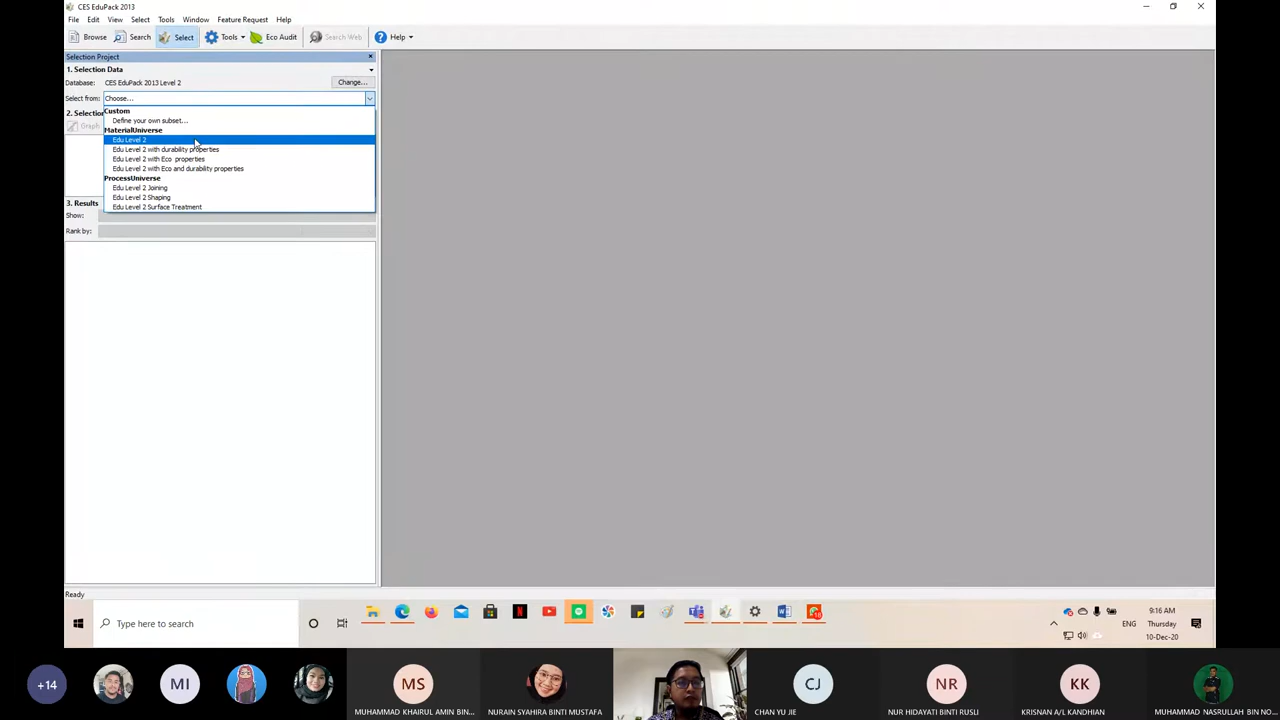 CES EduPack 2013
File Edit View Select Tools Window Feature Request Help
Browse Search Select Tools Eco Audit Search Web Help
Selection Project
1. Selection Data
Database: CES EduPack 2013 Level 2 Change...
Select from: Choose...
Custom
2. Selection
Define your own subset...
Graph
MaterialUniverse
Edu Level 2
Edu Level 2 with durability properties
Edu Level 2 with Eco properties
Edu Level 2 with Eco and durability properties
ProcessUniverse
Edu Level 2 Joining
Edu Level 2 Shaping
3. Results
Edu Level 2 Surface Treatment
Show:
Rank by:
Ready
Type here to search
9:16 AM
ENG Thursday
10-Dec-20
+14 MI MS CJ NR KK
MUHAMMAD KHAIRUL AMIN BIN... NURAIN SYAHIRA BINTI MUSTAFA CHAN YU JIE NUR HIDAYATI BINTI RUSLI KRISNAN A/L KANDHIAN MUHAMMAD NASRULLAH BIN NO...